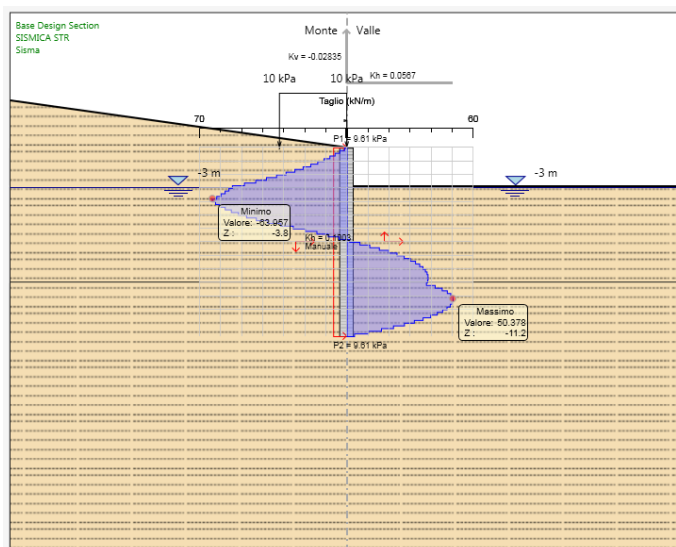 Base Design Section
SISMICA STR
Sisma
Monte Valle
Kv = -0.02835
10 kPa 10 kPa Kh = 0.0567
Taglio (kN/m)
70 60
P1 = 9.61 kPa
-3 m -3 m
Minimo
Valore: -63.957
Z : -3.8
Manuale
Massimo
Valore: 50.378
Z : -11.2
P2 = 9.61 kPa